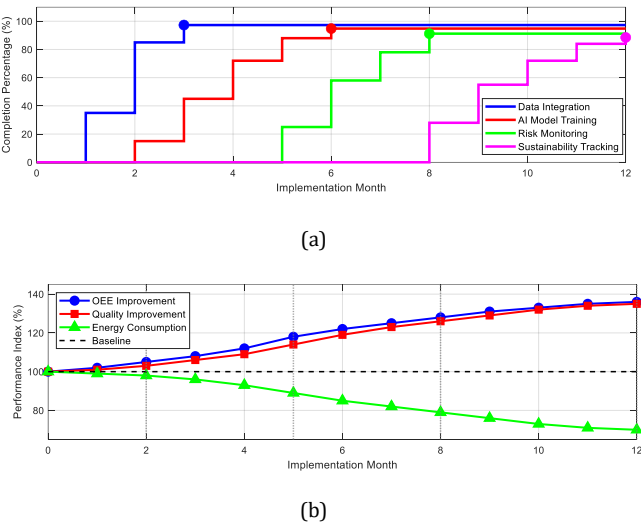 100
80
60
40
20
0
Completion Percentage (%)
Data Integration
AI Model Training
Risk Monitoring
Sustainability Tracking
0 2 4 6 8 10 12
Implementation Month
(a)
140
120
100
80
Performance Index (%)
OEE Improvement
Quality Improvement
Energy Consumption
Baseline
0 2 4 6 8 10 12
Implementation Month
(b)